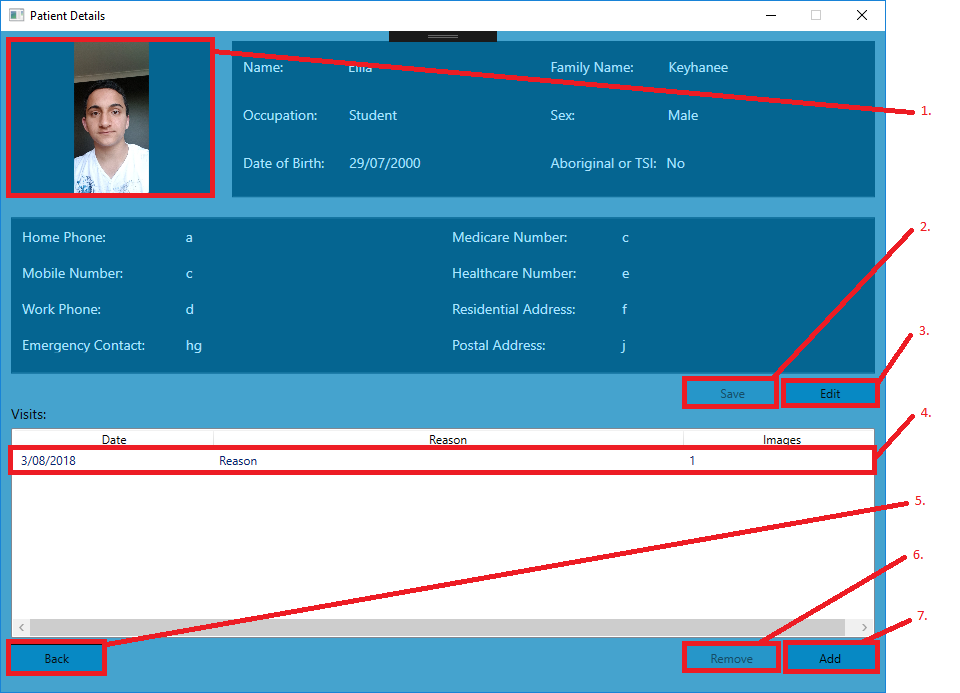 Patient Details
Name: Family Name: Keyhanee
1.
Occupation: Student Sex: Male
Date of Birth: 29/07/2000 Aboriginal or TSI: No
2.
Home Phone: a Medicare Number: c
Mobile Number: c Healthcare Number: e
Work Phone: d Residential Address: f
3.
Emergency Contact: hg Postal Address: j
Save Edit
4.
Visits:
Date Reason Images
3/08/2018 Reason 1
5.
6.
7.
Back Remove Add